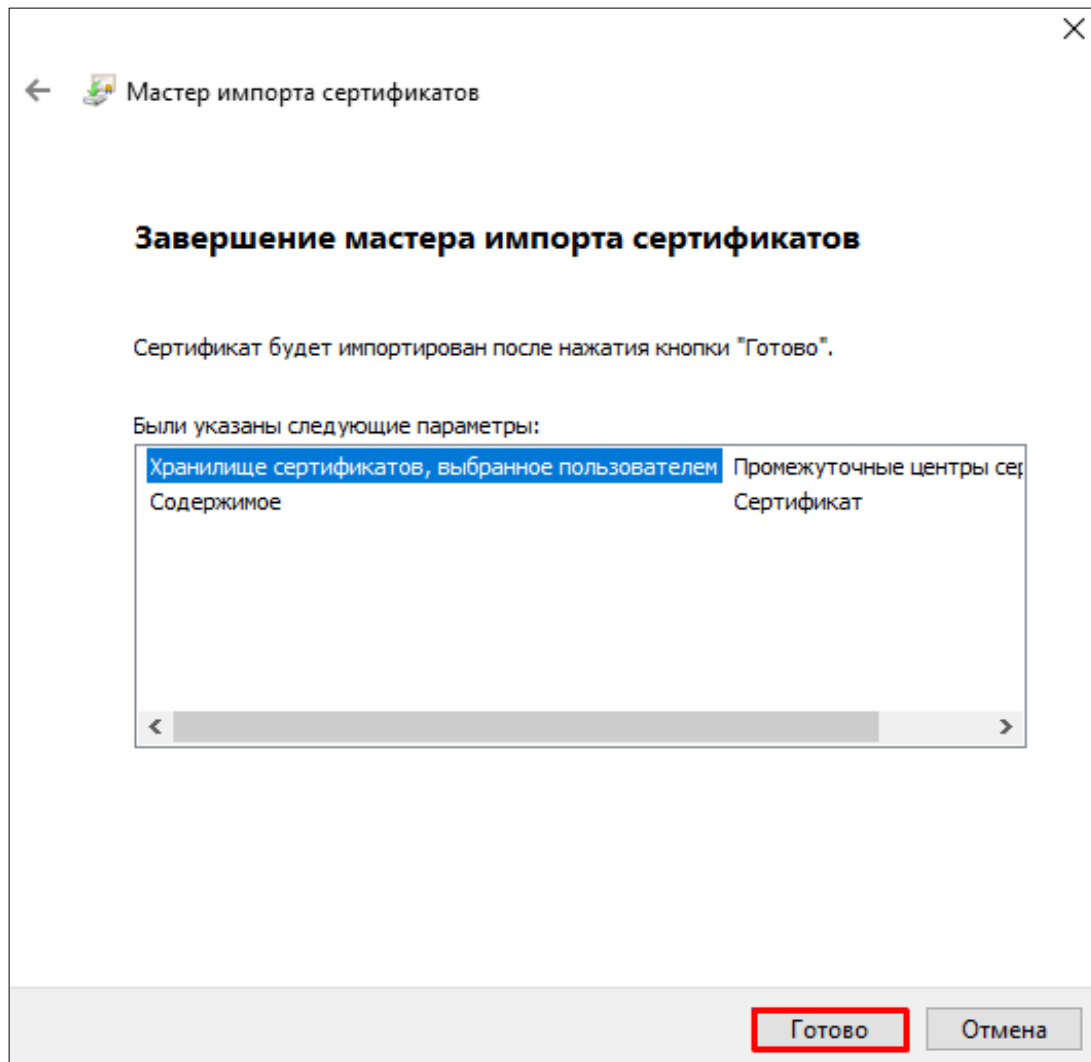 Мастер импорта сертификатов
Завершение мастера импорта сертификатов
Сертификат будет импортирован после нажатия кнопки "Готово".
Были указаны следующие параметры:
Хранилище сертификатов, выбранное пользователем Промежуточные центры сер
Содержимое Сертификат
Готово Отмена